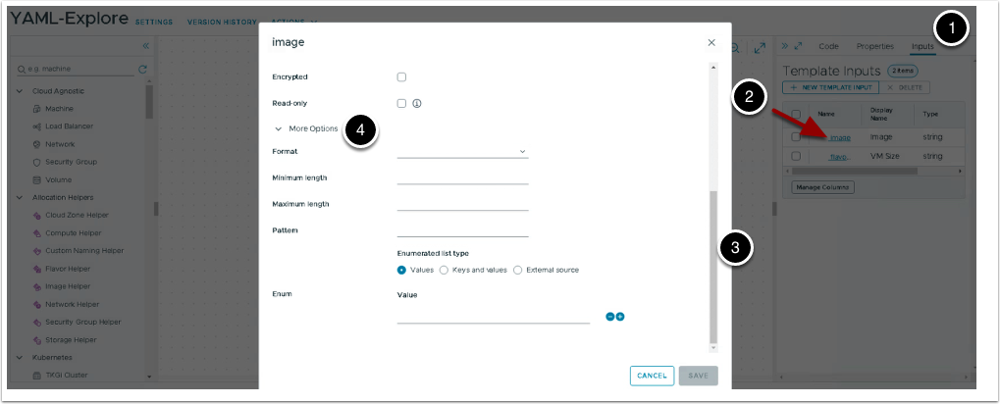 YAML-Explore SETTINGS VERSION HISTORY ACTIONS
e.g. machine
Cloud Agnostic
Machine
Load Balancer
Network
Security Group
Volume
Allocation Helpers
Cloud Zone Helper
Compute Helper
Custom Naming Helper
Flavor Helper
Image Helper
Network Helper
Security Group Helper
Storage Helper
Kubernetes
TKGI Cluster
image
Encrypted
Read-only
More Options 4
Format
Minimum length
Maximum length
Pattern
Enumerated list type
Values Keys and values External source
Enum Value
CANCEL SAVE
1
Code Properties Inputs
Template Inputs 2 items
2
+ NEW TEMPLATE INPUT × DELETE
Name Display Name Type
image Image string
flavo... VM Size string
Manage Columns
3